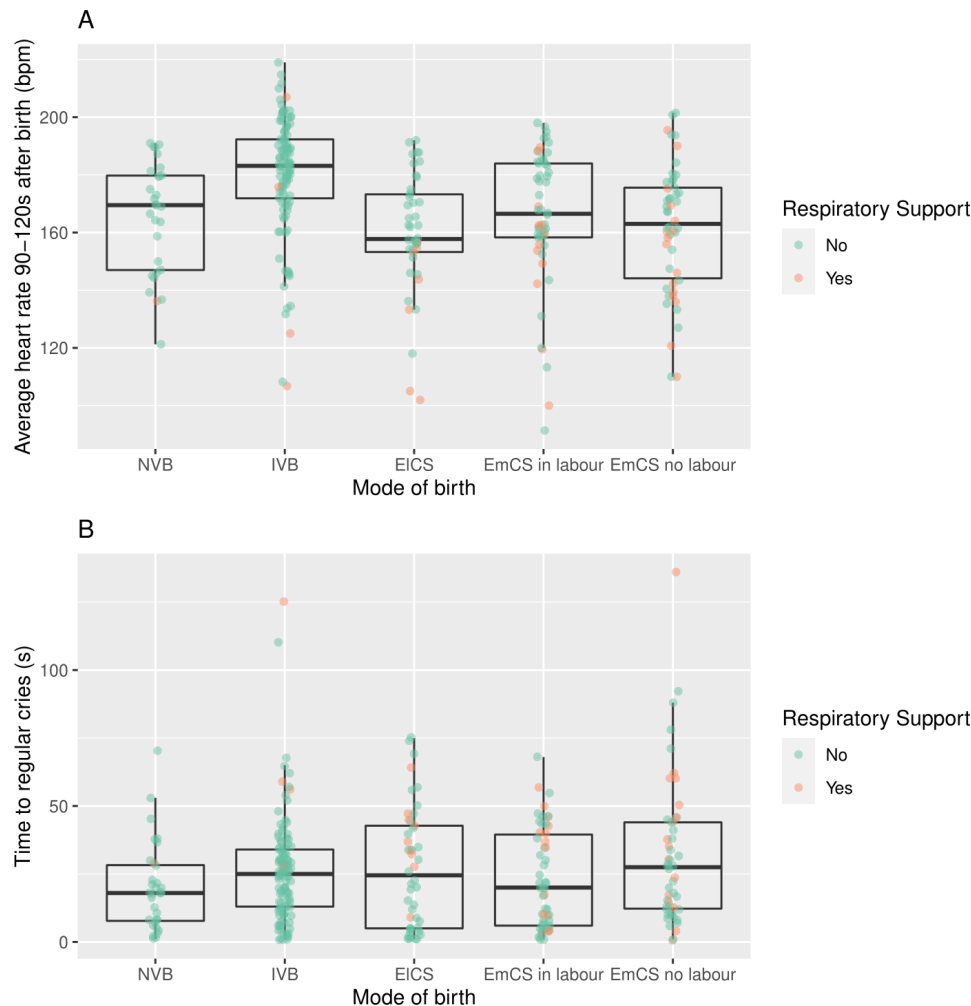 A
Average heart rate 90–120s after birth (bpm)
200
160
120
NVB IVB ElCS EmCS in labour EmCS no labour
Mode of birth
Respiratory Support
No
Yes
B
Time to regular cries (s)
100
50
0
NVB IVB ElCS EmCS in labour EmCS no labour
Mode of birth
Respiratory Support
No
Yes